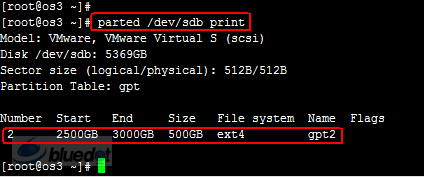 [root@os3 ~]#
[root@os3 ~]# parted /dev/sdb print
Model: VMware, VMware Virtual S (scsi)
Disk /dev/sdb: 5369GB
Sector size (logical/physical): 512B/512B
Partition Table: gpt
Number Start End Size File system Name Flags
2 2500GB 3000GB 500GB ext4 gpt2
bluedot
[root@os3 ~]#